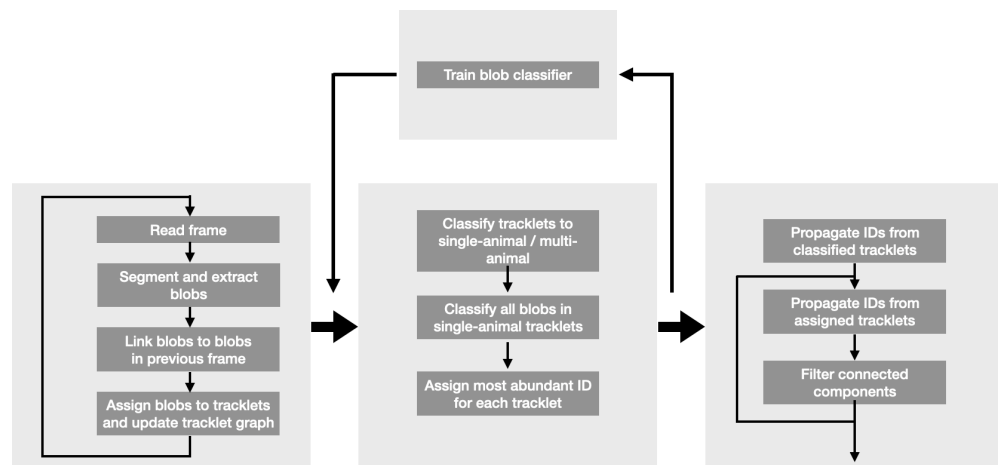 Train blob classifier
Read frame
Segment and extract
blobs
Link blobs to blobs
in previous frame
Assign blobs to tracklets
and update tracklet graph
Classify tracklets to
single-animal / multi-
animal
Classify all blobs in
single-animal tracklets
Assign most abundant ID
for each tracklet
Propagate IDs from
classified tracklets
Propagate IDs from
assigned tracklets
Filter connected
components